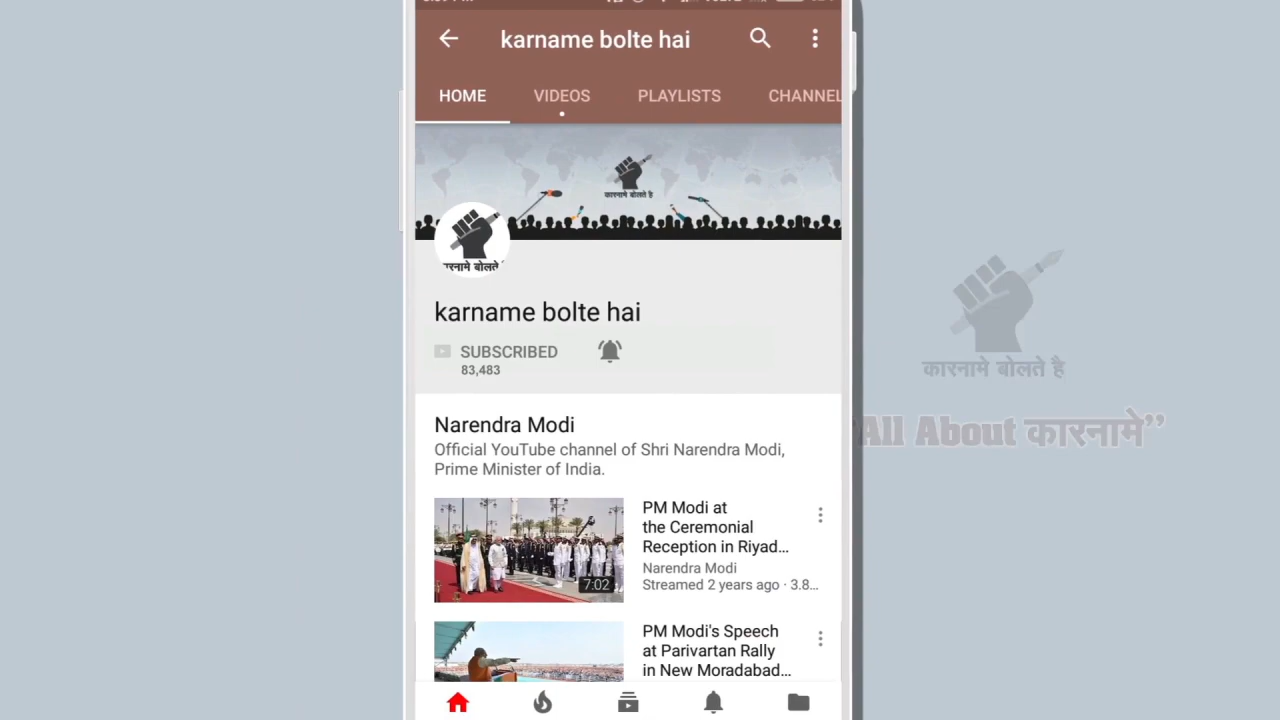 karname bolte hai
HOME VIDEOS PLAYLISTS CHANNEL
कारनामे बोलते है
karname bolte hai
SUBSCRIBED
83,483
Narendra Modi
Official YouTube channel of Shri Narendra Modi,
Prime Minister of India.
PM Modi at
the Ceremonial
Reception in Riyad...
Narendra Modi
Streamed 2 years ago · 3.8...
7:02
PM Modi's Speech
at Parivartan Rally
in New Moradabad...
कारनामे बोलते है
All About कारनामे”